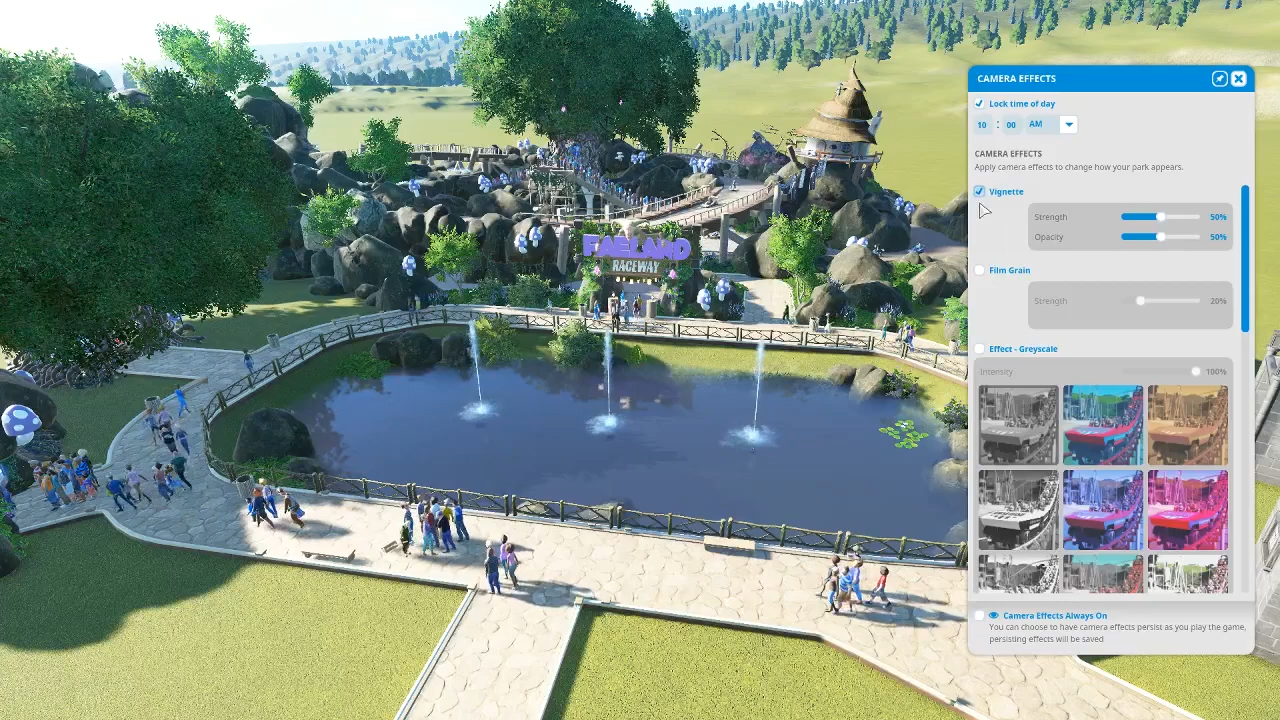 CAMERA EFFECTS
Lock time of day
10 : 00 AM
CAMERA EFFECTS
Apply camera effects to change how your park appears.
Vignette
Strength 50%
Opacity 50%
Film Grain
Strength 20%
Effect - Greyscale
Intensity 100%
Camera Effects Always On
You can choose to have camera effects persist as you play the game,
persisting effects will be saved
FAELAND
RACEWAY